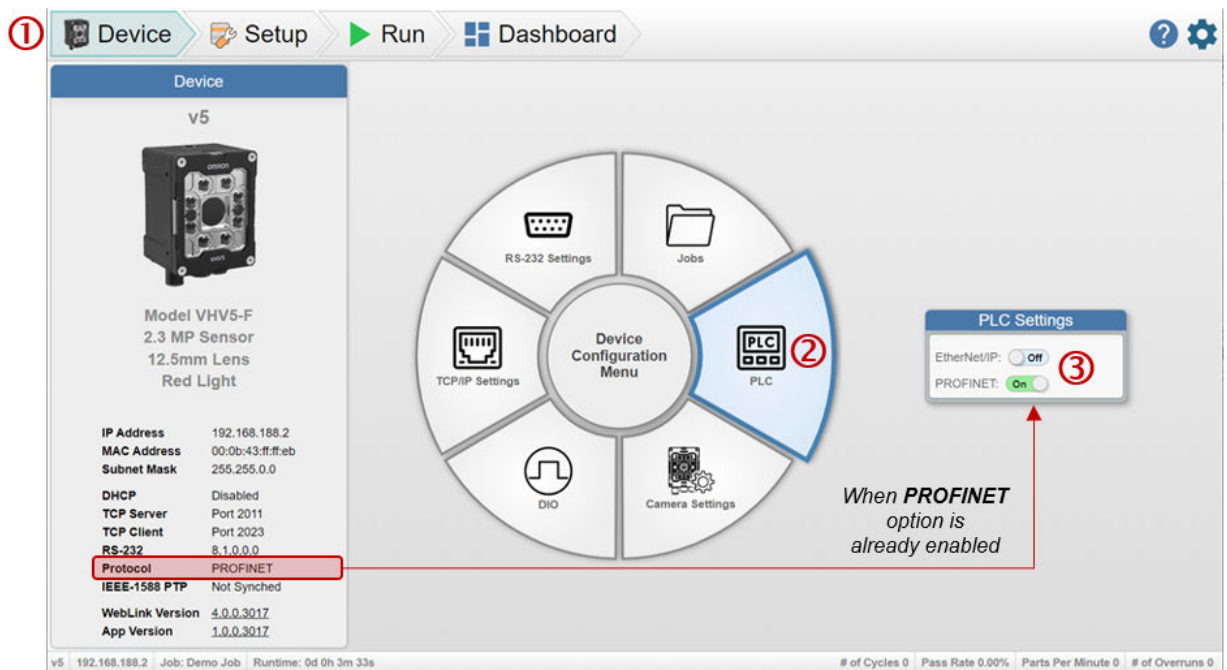 ① Device Setup Run Dashboard ?
Device
v5
OMRON
VHV5
Model VHV5-F
2.3 MP Sensor
12.5mm Lens
Red Light
IP Address 192.168.188.2
MAC Address 00:0b:43:ff:ff:eb
Subnet Mask 255.255.0.0
DHCP Disabled
TCP Server Port 2011
TCP Client Port 2023
RS-232 8,1,0,0,0
Protocol PROFINET
IEEE-1588 PTP Not Synched
WebLink Version 4.0.0.3017
App Version 1.0.0.3017
RS-232 Settings
Jobs
TCP/IP Settings
Device
Configuration
Menu
PLC ②
PLC
DIO
Camera Settings
PLC Settings
EtherNet/IP: Off
PROFINET: On
③
When PROFINET
option is
already enabled
v5 192.168.188.2 Job: Demo Job Runtime: 0d 0h 3m 33s # of Cycles 0 Pass Rate 0.00% Parts Per Minute 0 # of Overruns 0